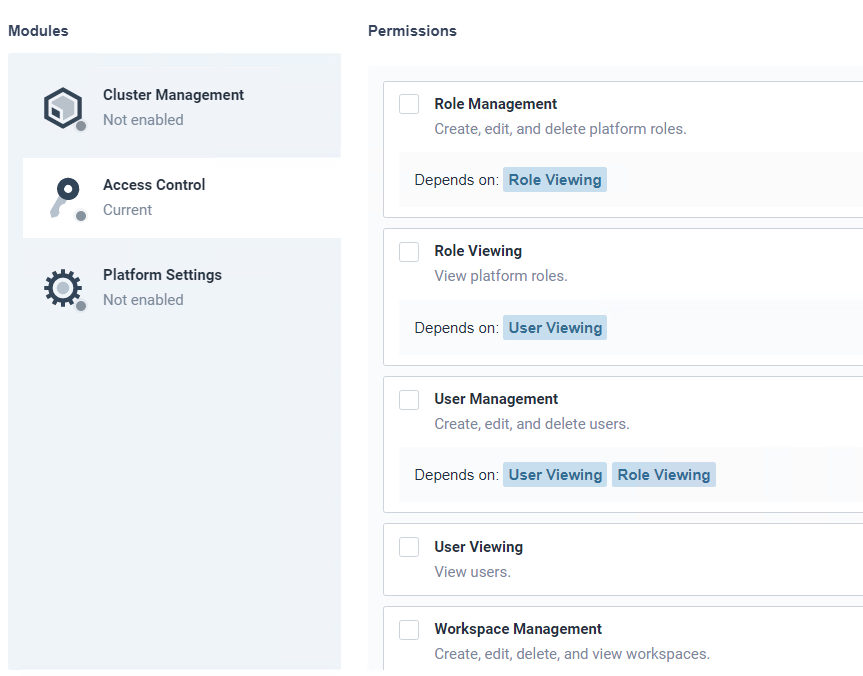 Modules
Cluster Management
Not enabled
Access Control
Current
Platform Settings
Not enabled
Permissions
Role Management
Create, edit, and delete platform roles.
Depends on: Role Viewing
Role Viewing
View platform roles.
Depends on: User Viewing
User Management
Create, edit, and delete users.
Depends on: User Viewing Role Viewing
User Viewing
View users.
Workspace Management
Create, edit, delete, and view workspaces.